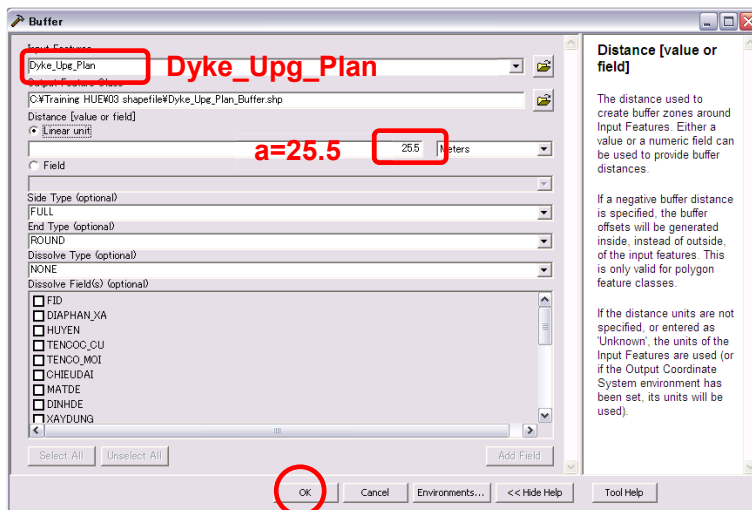 Buffer
Input Features
Dyke_Upg_Plan
Dyke_Upg_Plan
Output Feature Class
C:¥Training HUE¥03 shapefile¥Dyke_Upg_Plan_Buffer.shp
Distance [value or field]
Linear unit
a=25.5
25.5 Meters
Field
Side Type (optional)
FULL
End Type (optional)
ROUND
Dissolve Type (optional)
NONE
Dissolve Field(s) (optional)
FID
DIAPHAN_XA
HUYEN
TENCOC_CU
TENCO_MOI
CHIEUDAI
MATDE
DINHDE
XAYDUNG
Select All Unselect All Add Field
OK Cancel Environments... << Hide Help Tool Help
Distance [value or
field]
The distance used to
create buffer zones around
Input Features. Either a
value or a numeric field can
be used to provide buffer
distances.
If a negative buffer distance
is specified, the buffer
offsets will be generated
inside, instead of outside,
of the input features. This
is only valid for polygon
feature classes.
If the distance units are not
specified, or entered as
'Unknown', the units of the
Input Features are used (or
if the Output Coordinate
System environment has
been set, its units will be
used).